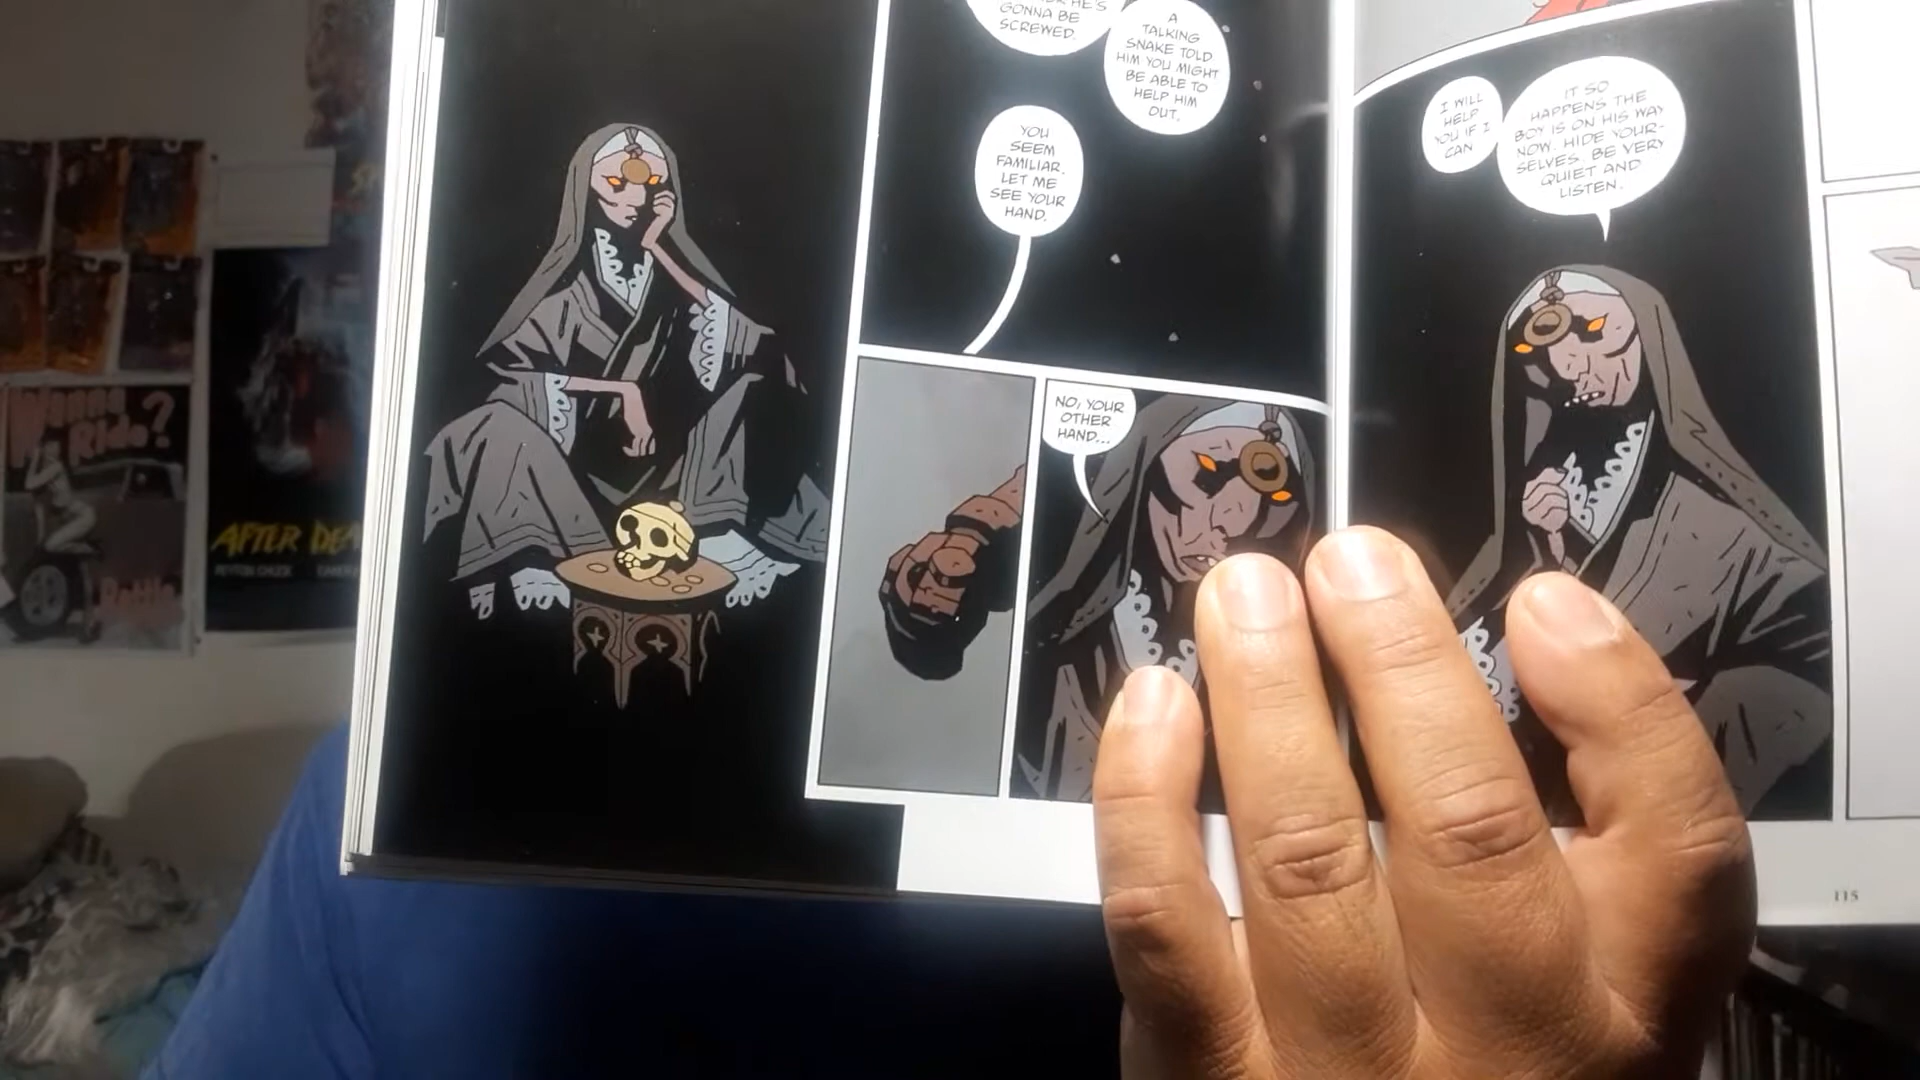 HE'S
GONNA BE
SCREWED.
A
TALKING
SNAKE TOLD
HIM YOU MIGHT
BE ABLE TO
HELP HIM
OUT.
YOU
SEEM
FAMILIAR.
LET ME
SEE YOUR
HAND.
NO, YOUR
OTHER
HAND...
I WILL
HELP
YOU IF I
CAN
IT SO
HAPPENS THE
BOY IS ON HIS WAY
NOW. HIDE YOUR-
SELVES. BE VERY
QUIET AND
LISTEN.
115
Wanna
Ride?
AFTER